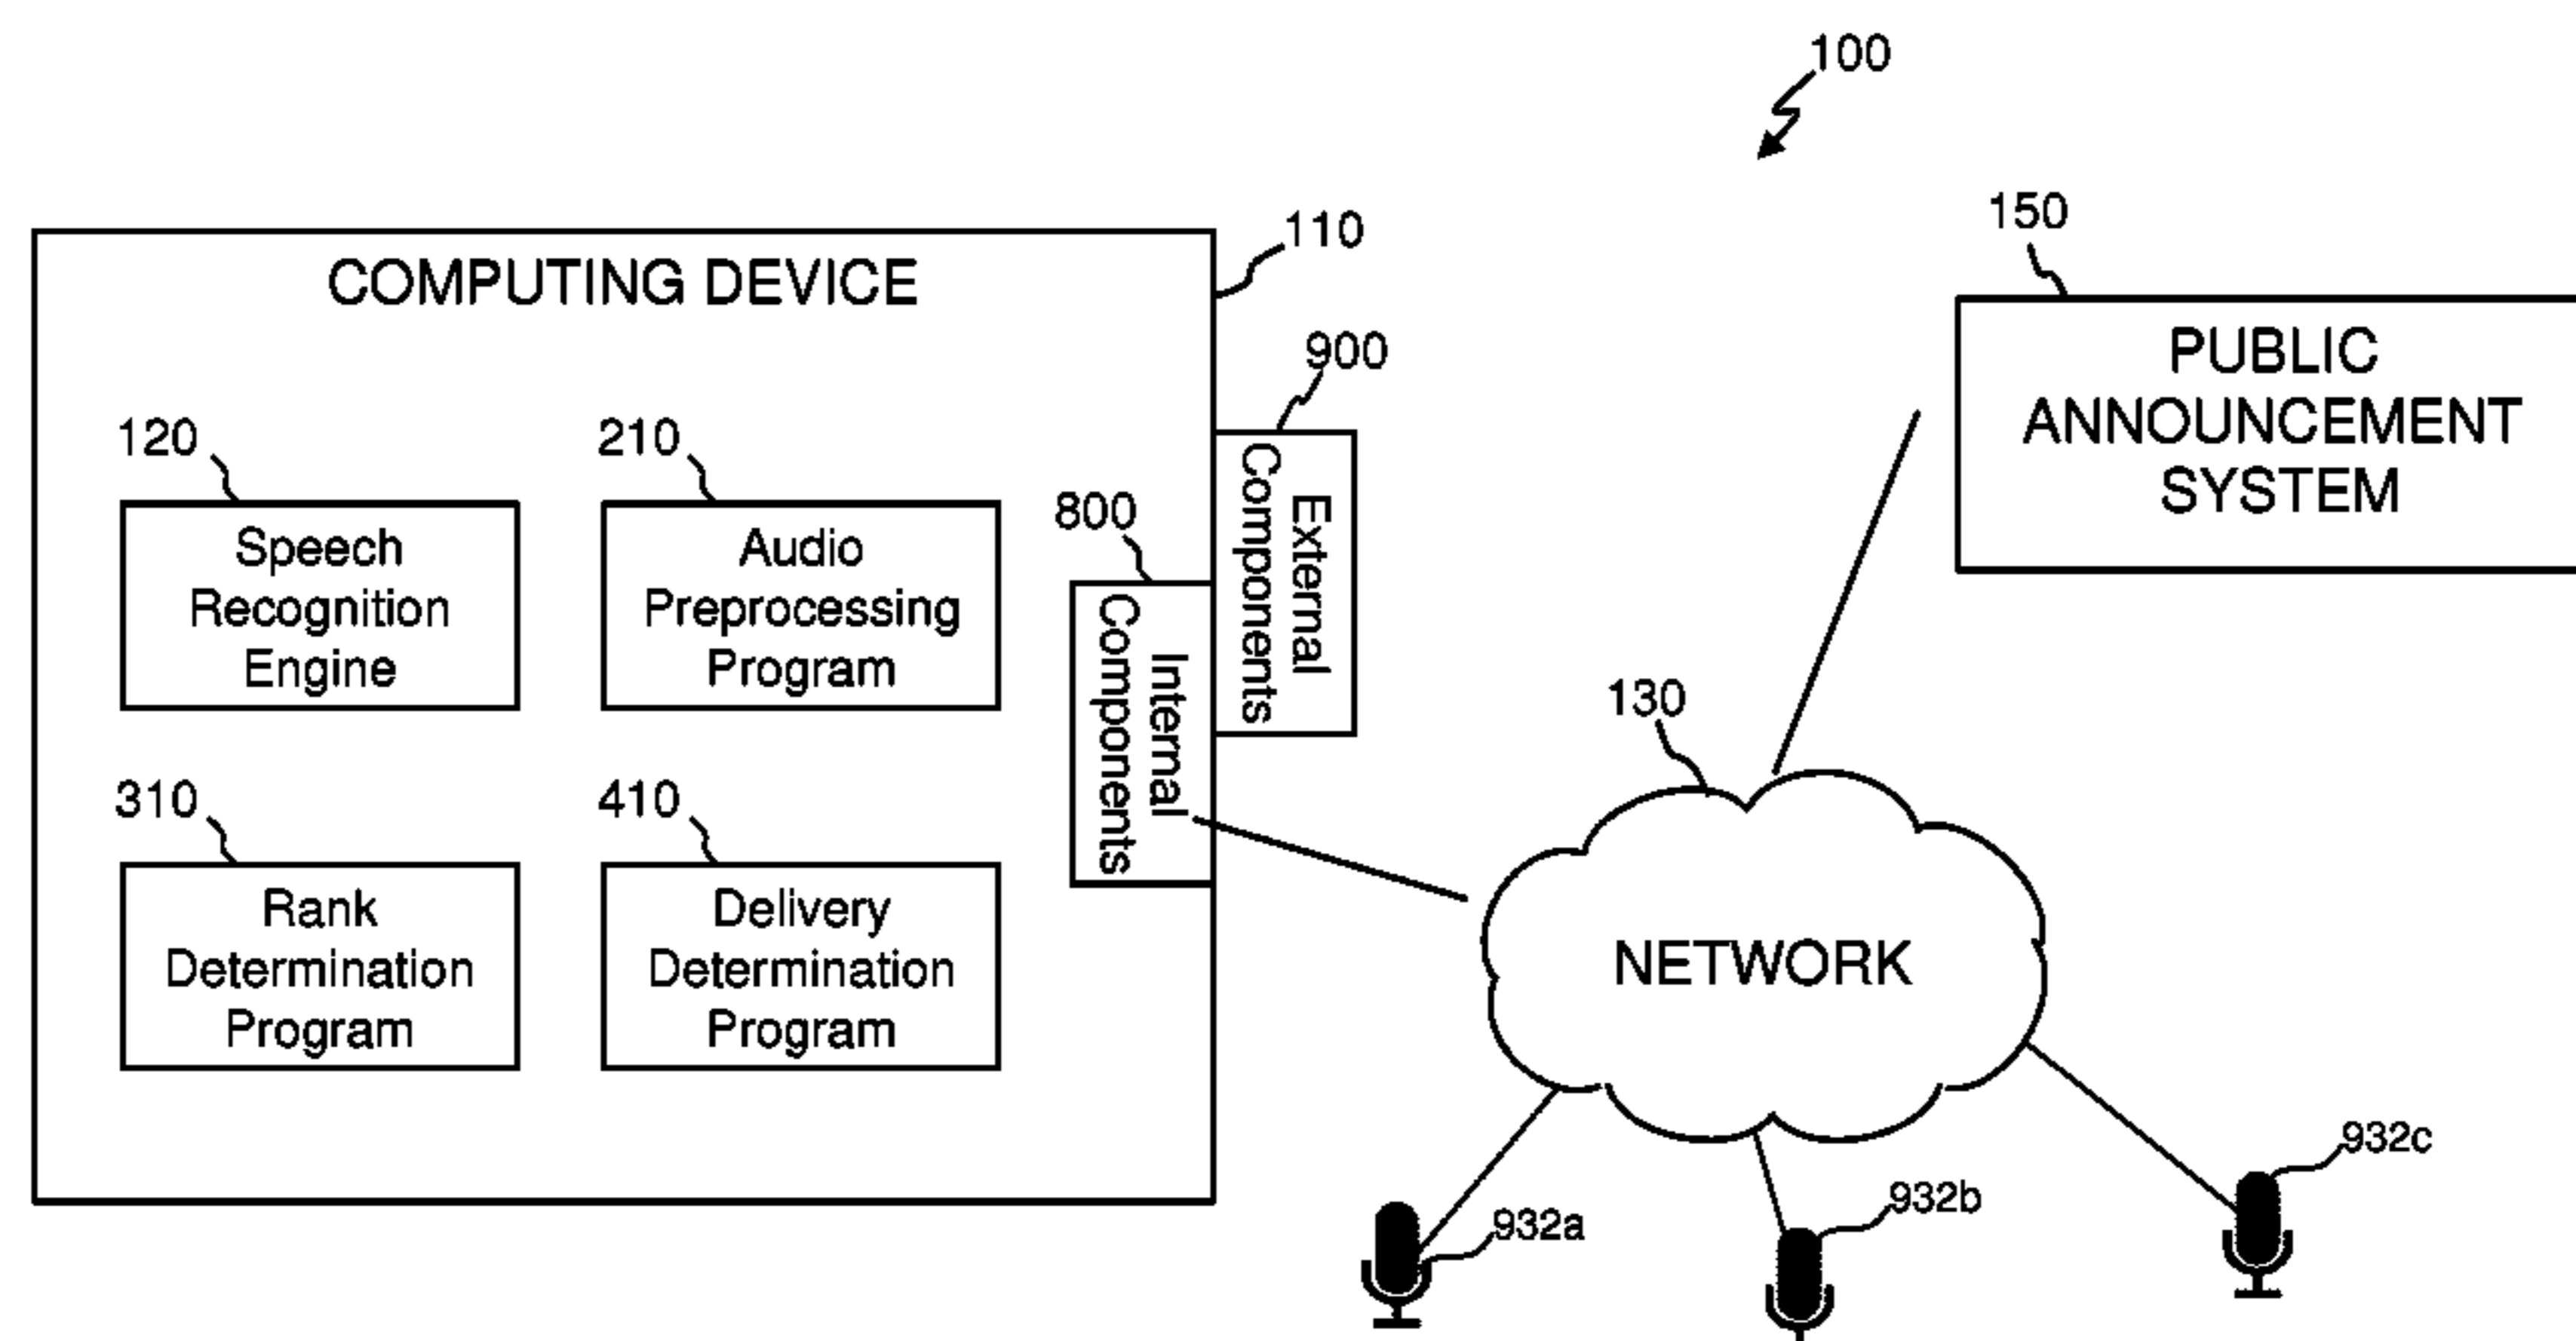 100
COMPUTING DEVICE
110
150
PUBLIC
ANNOUNCEMENT
SYSTEM
900
External
Components
800
Internal
Components
120
Speech
Recognition
Engine
210
Audio
Preprocessing
Program
310
Rank
Determination
Program
410
Delivery
Determination
Program
130
NETWORK
932a
932b
932c